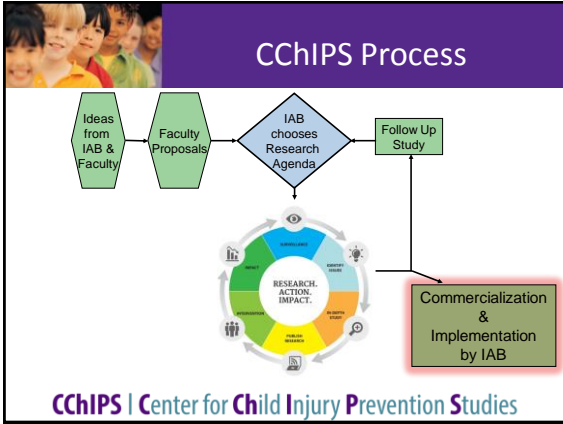 CChIPS Process
Ideas
from
IAB &
Faculty
Faculty
Proposals
IAB
chooses
Research
Agenda
Follow Up
Study
SURVEILLANCE
IDENTIFY
ISSUES
IN-DEPTH
STUDY
PUBLISH
RESEARCH
INTERVENTION
IMPACT
RESEARCH.
ACTION.
IMPACT.
Commercialization
&
Implementation
by IAB
CChIPS | Center for Child Injury Prevention Studies